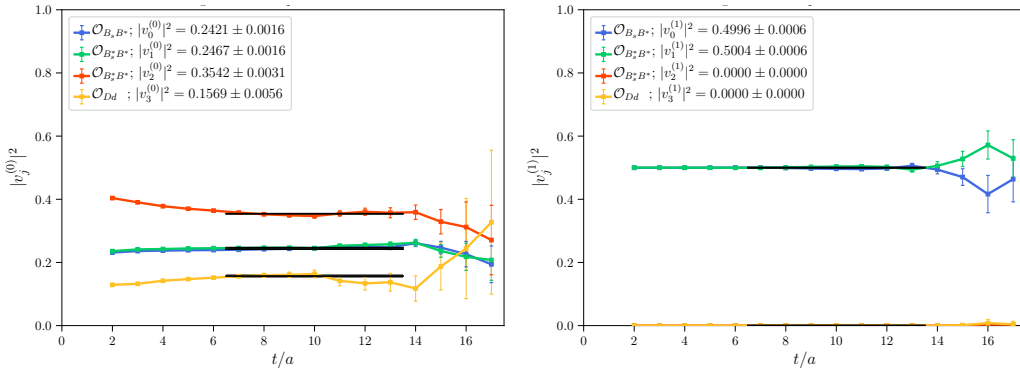 1.0
0.8
0.6
0.4
0.2
0.0
|v_j^{(0)}|^2
O_{B_sB^*}; |v_0^{(0)}|^2 = 0.2421 ± 0.0016
O_{B_s^*B^*}; |v_1^{(0)}|^2 = 0.2467 ± 0.0016
O_{B_s^*B^*}; |v_2^{(0)}|^2 = 0.3542 ± 0.0031
O_{Dd} ; |v_3^{(0)}|^2 = 0.1569 ± 0.0056
0 2 4 6 8 10 12 14 16
t/a
1.0
0.8
0.6
0.4
0.2
0.0
|v_j^{(1)}|^2
O_{B_sB^*}; |v_0^{(1)}|^2 = 0.4996 ± 0.0006
O_{B_s^*B^*}; |v_1^{(1)}|^2 = 0.5004 ± 0.0006
O_{B_s^*B^*}; |v_2^{(1)}|^2 = 0.0000 ± 0.0000
O_{Dd} ; |v_3^{(1)}|^2 = 0.0000 ± 0.0000
0 2 4 6 8 10 12 14 16
t/a